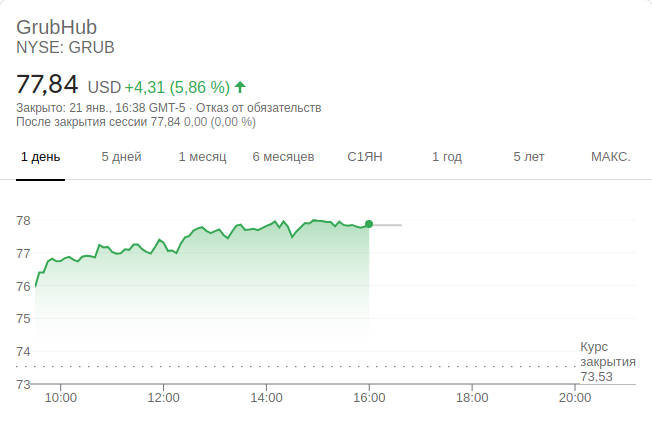 GrubHub
NYSE: GRUB
77,84 USD +4,31 (5,86 %)
Закрыто: 21 янв., 16:38 GMT-5 · Отказ от обязательств
После закрытия сессии 77,84 0,00 (0,00 %)
1 день 5 дней 1 месяц 6 месяцев С1ЯН 1 год 5 лет МАКС.
78
77
76
75
74
73
Курс
закрытия
73,53
10:00 12:00 14:00 16:00 18:00 20:00